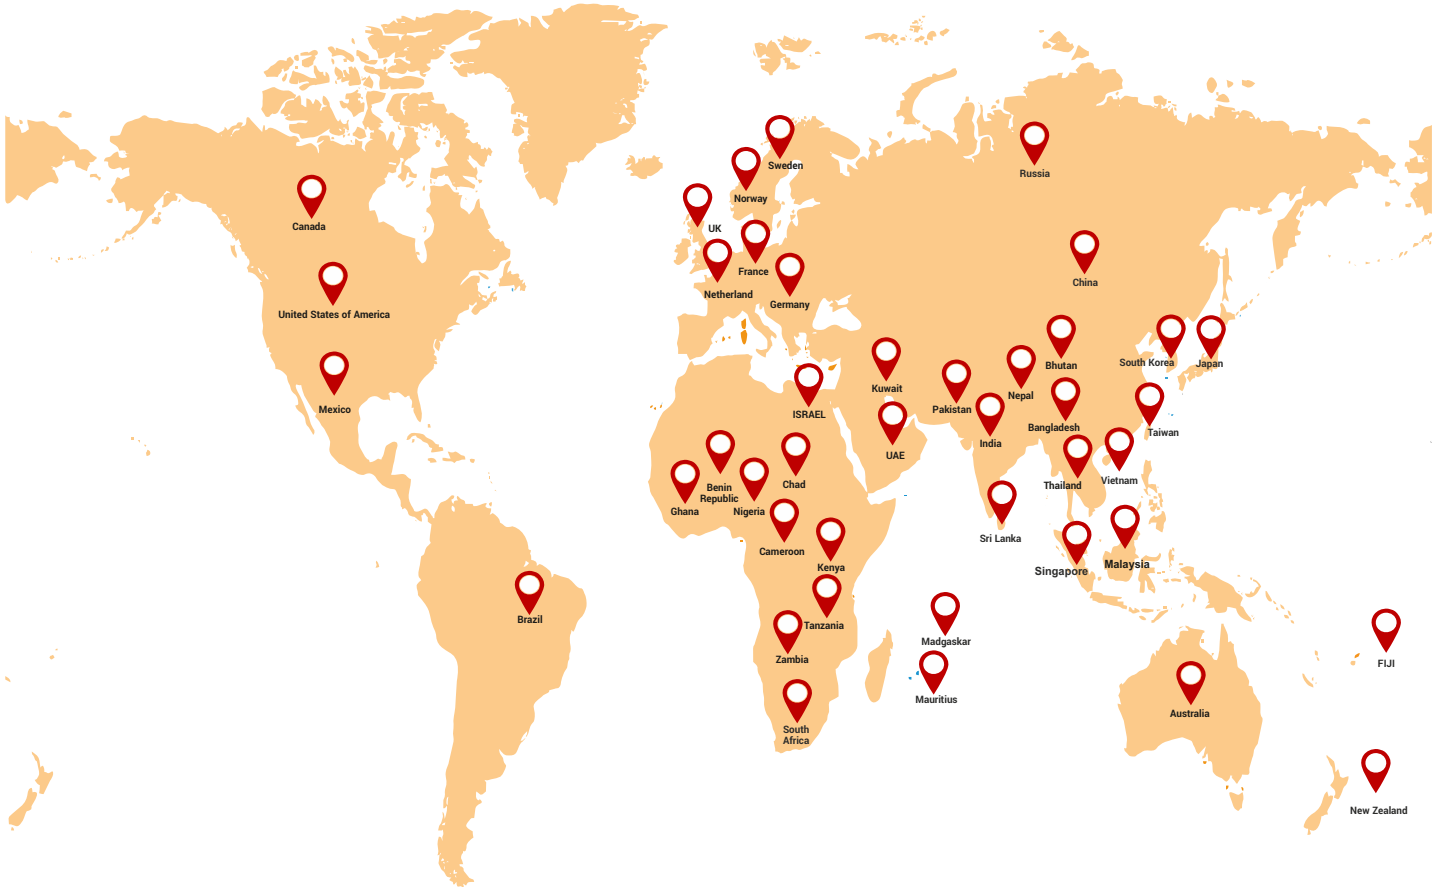 Sweden
Russia
Norway
Canada
UK
France
China
Netherland
Germany
United States of America
South Korea
Japan
Bhutan
Kuwait
Nepal
Mexico
Pakistan
ISRAEL
Bangladesh
Taiwan
India
UAE
Vietnam
Chad
Thailand
Benin
Republic
Ghana
Nigeria
Sri Lanka
Cameroon
Kenya
Malaysia
Singapore
Brazil
Tanzania
Madgaskar
Zambia
FIJI
Mauritius
Australia
South
Africa
New Zealand